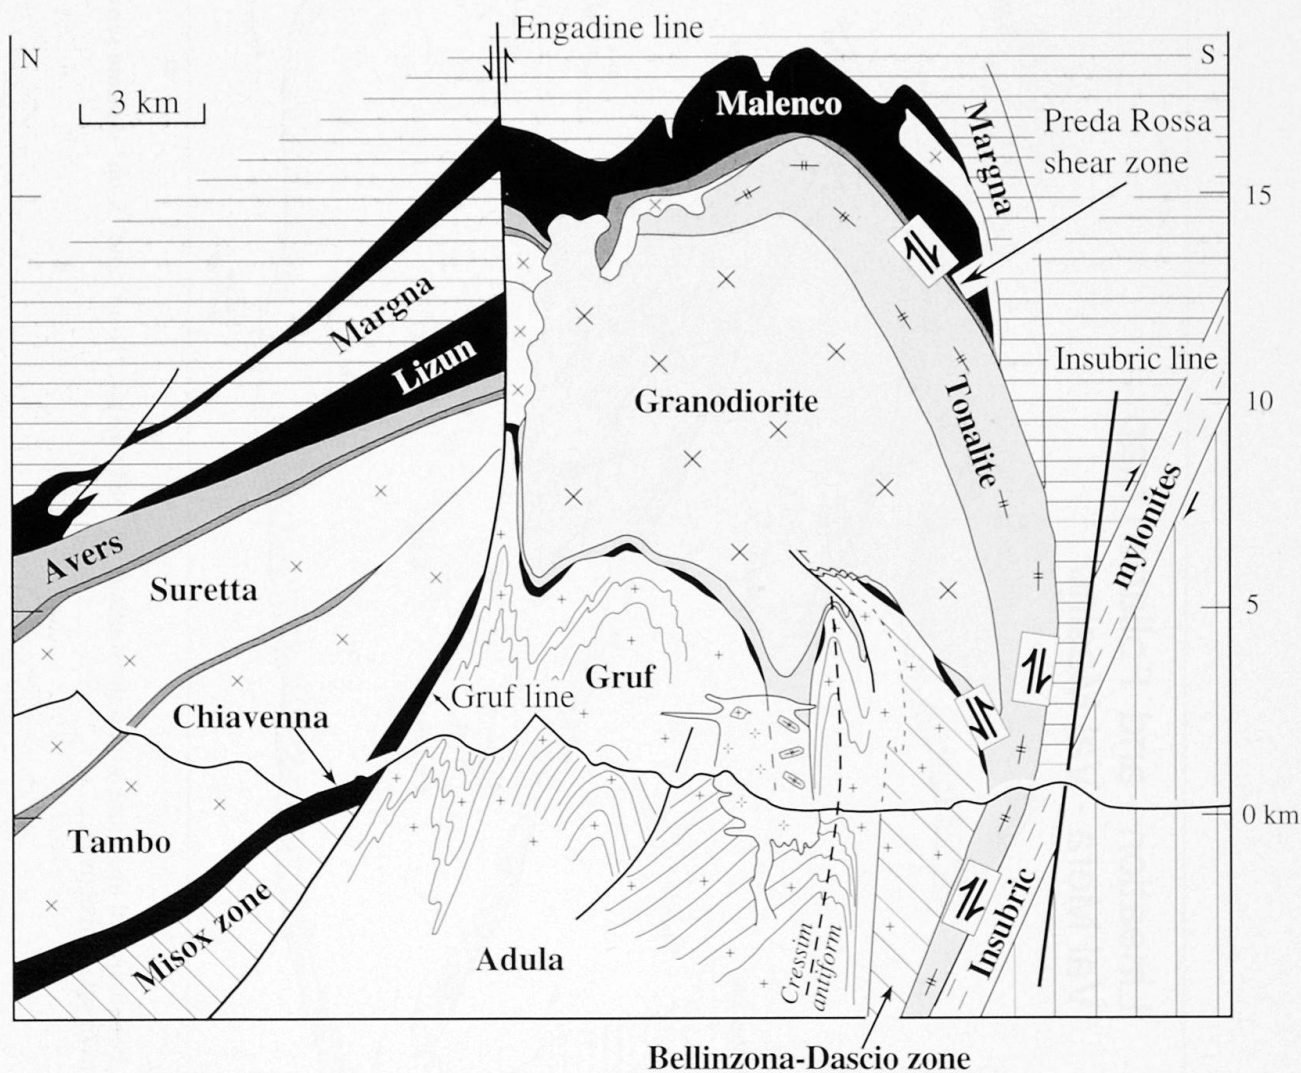 Engadine line
N
S
3 km
Malenco
Margna
Preda Rossa
shear zone
15
Margna
Lizun
Insubric line
10
Granodiorite
Tonalite
mylonites
Avers
Suretta
5
Gruf
Gruf line
Chiavenna
0 km
Tambo
Misox zone
Adula
Cressim
antiform
Insubric
Bellinzona-Dascio zone